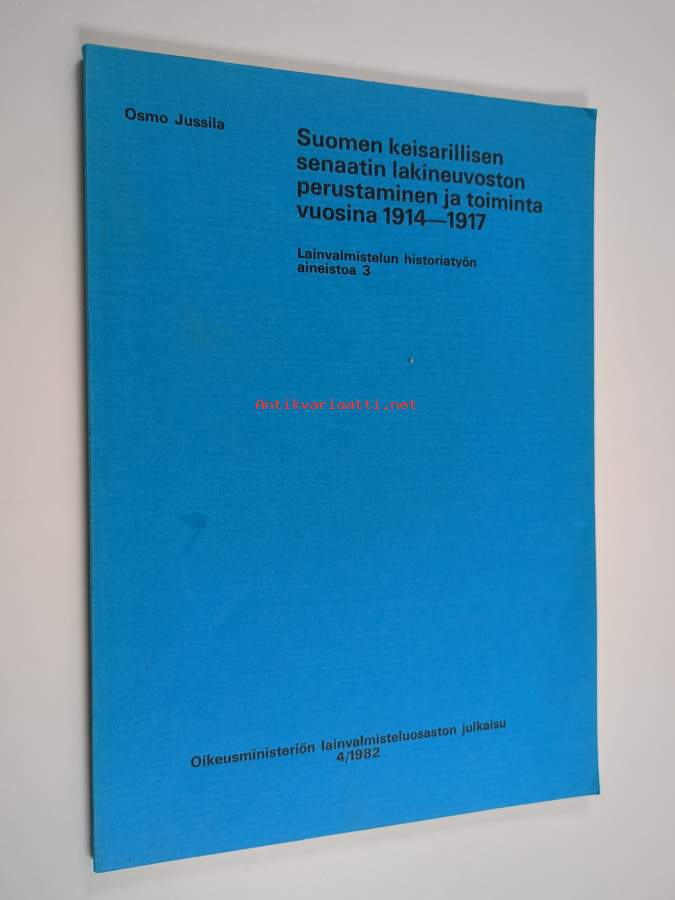 Osmo Jussila
Suomen keisarillisen
senaatin lakineuvoston
perustaminen ja toiminta
vuosina 1914—1917
Lainvalmistelun historiatyön
aineistoa 3
Antikvariaatti.net
Oikeusministeriön lainvalmisteluosaston julkaisu
4/1982